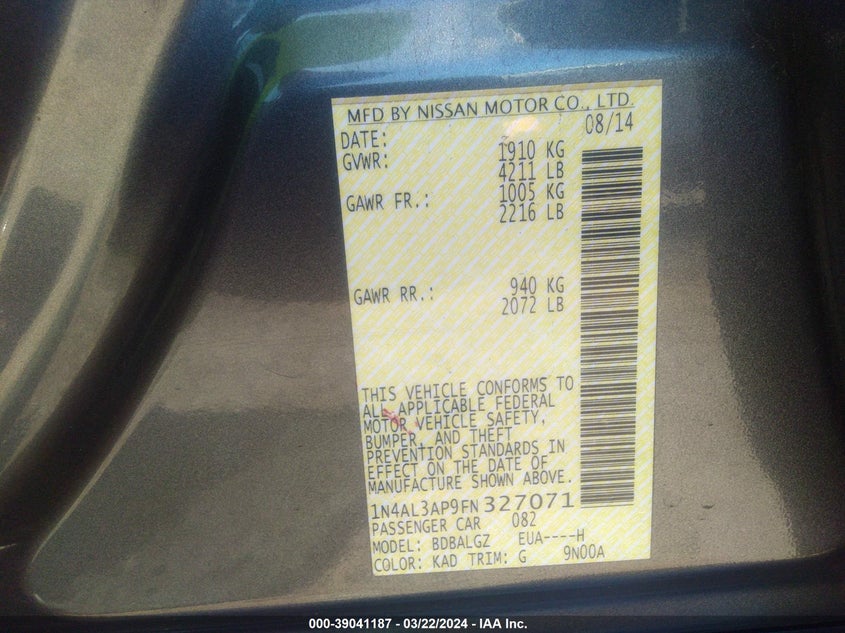 MFD BY NISSAN MOTOR CO., LTD.
DATE: 08/14
GVWR: 1910 KG
4211 LB
GAWR FR.: 1005 KG
2216 LB
GAWR RR.: 940 KG
2072 LB
THIS VEHICLE CONFORMS TO
ALL APPLICABLE FEDERAL
MOTOR VEHICLE SAFETY,
BUMPER, AND THEFT
PREVENTION STANDARDS IN
EFFECT ON THE DATE OF
MANUFACTURE SHOWN ABOVE.
1N4AL3AP9FN327071
PASSENGER CAR 082
MODEL: BDBALGZ EUA----H
COLOR: KAD TRIM: G 9N00A
000-39041187 - 03/22/2024 - IAA Inc.